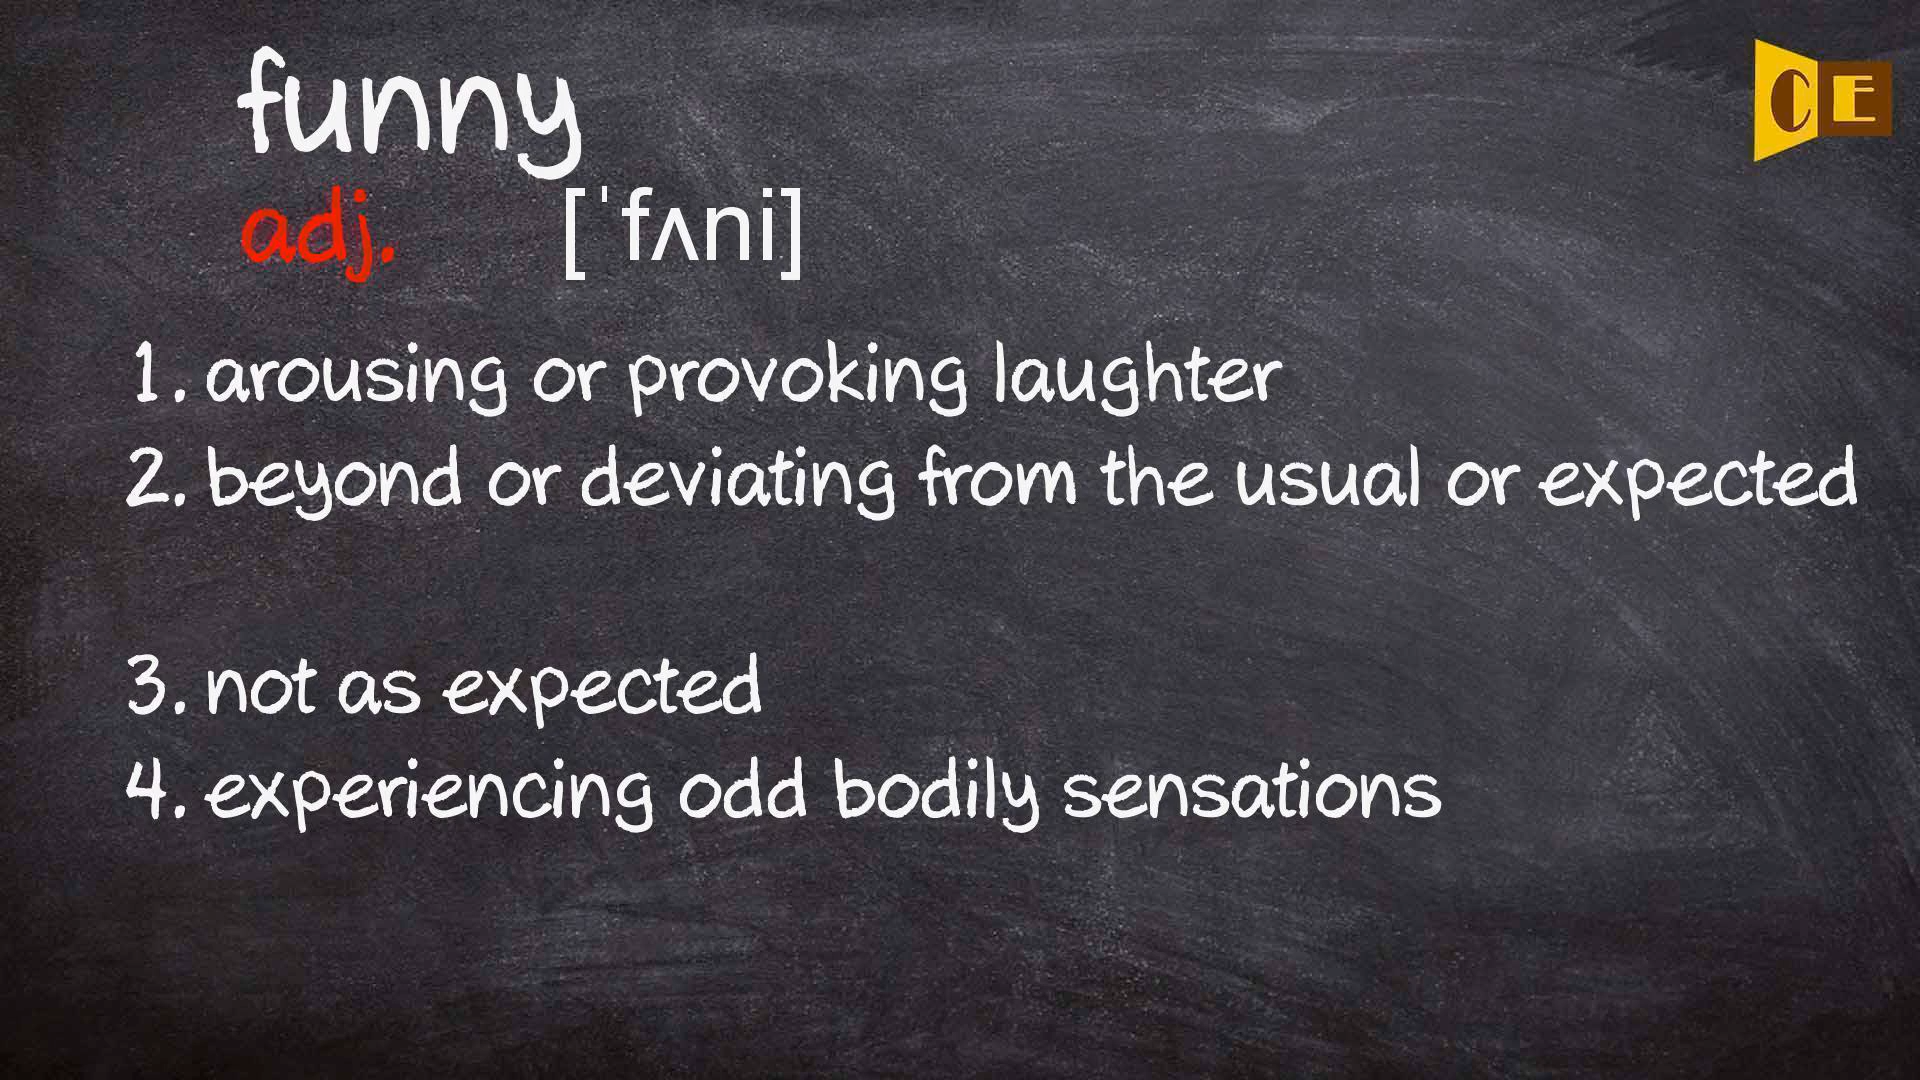 funny
CE
adj. [ˈfʌni]
1. arousing or provoking laughter
2. beyond or deviating from the usual or expected
3. not as expected
4. experiencing odd bodily sensations